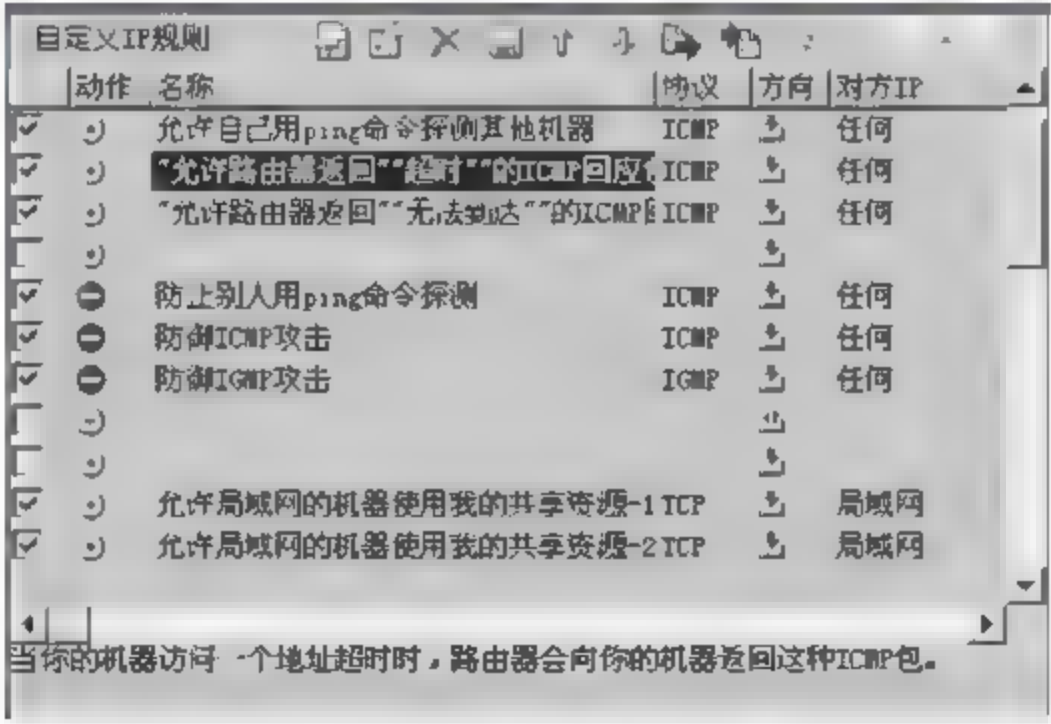 自定义IP规则
动作 名称 协议 方向 对方IP
允许自己用ping命令探测其他机器 ICMP 任何
"允许路由器返回""超时""的ICMP回应 ICMP 任何
"允许路由器返回""无法到达""的ICMP ICMP 任何
防止别人用ping命令探测 ICMP 任何
防御ICMP攻击 ICMP 任何
防御IGMP攻击 IGMP 任何
允许局域网的机器使用我的共享资源-1 TCP 局域网
允许局域网的机器使用我的共享资源-2 TCP 局域网
当你的机器访问一个地址超时时，路由器会向你的机器返回这种ICMP包。